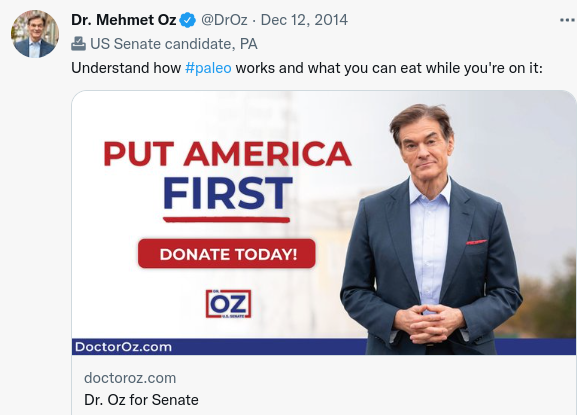 Dr. Mehmet Oz @DrOz · Dec 12, 2014
US Senate candidate, PA
Understand how #paleo works and what you can eat while you're on it:
PUT AMERICA
FIRST
DONATE TODAY!
DR.
OZ
U.S. SENATE
DoctorOz.com
doctoroz.com
Dr. Oz for Senate